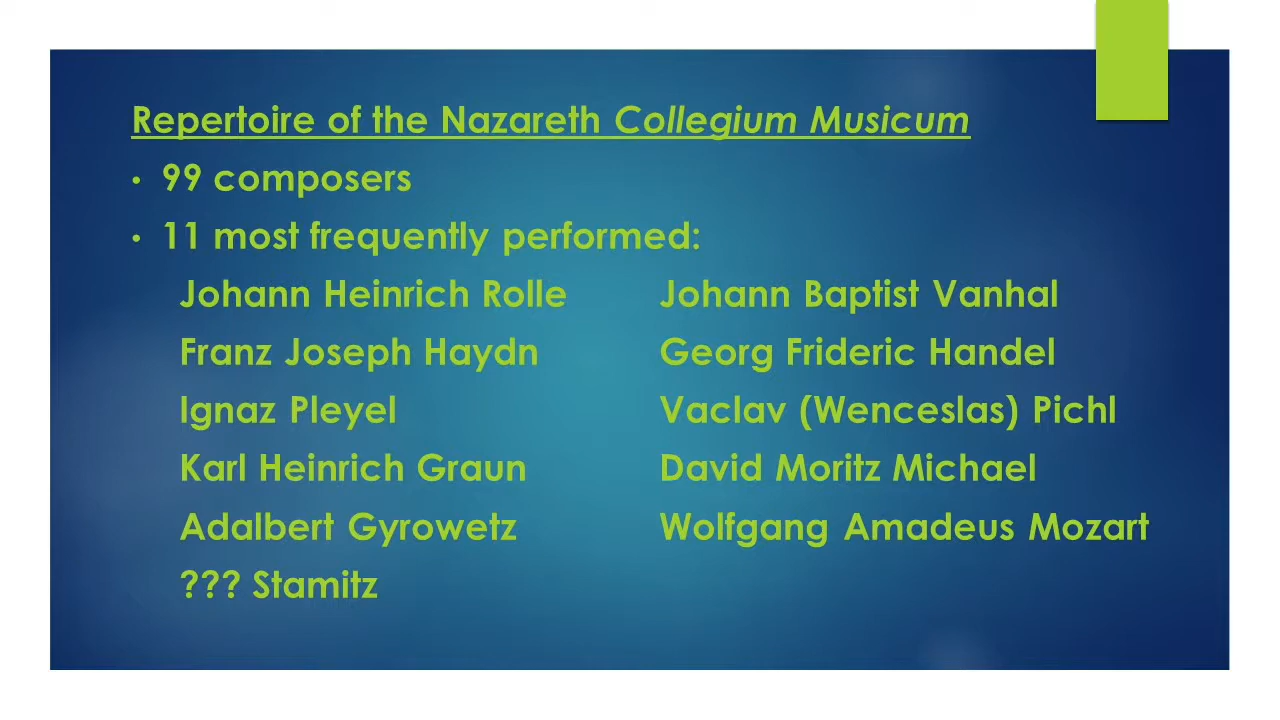 Repertoire of the Nazareth Collegium Musicum
• 99 composers
• 11 most frequently performed:
Johann Heinrich Rolle Johann Baptist Vanhal
Franz Joseph Haydn Georg Frideric Handel
Ignaz Pleyel Vaclav (Wenceslas) Pichl
Karl Heinrich Graun David Moritz Michael
Adalbert Gyrowetz Wolfgang Amadeus Mozart
??? Stamitz